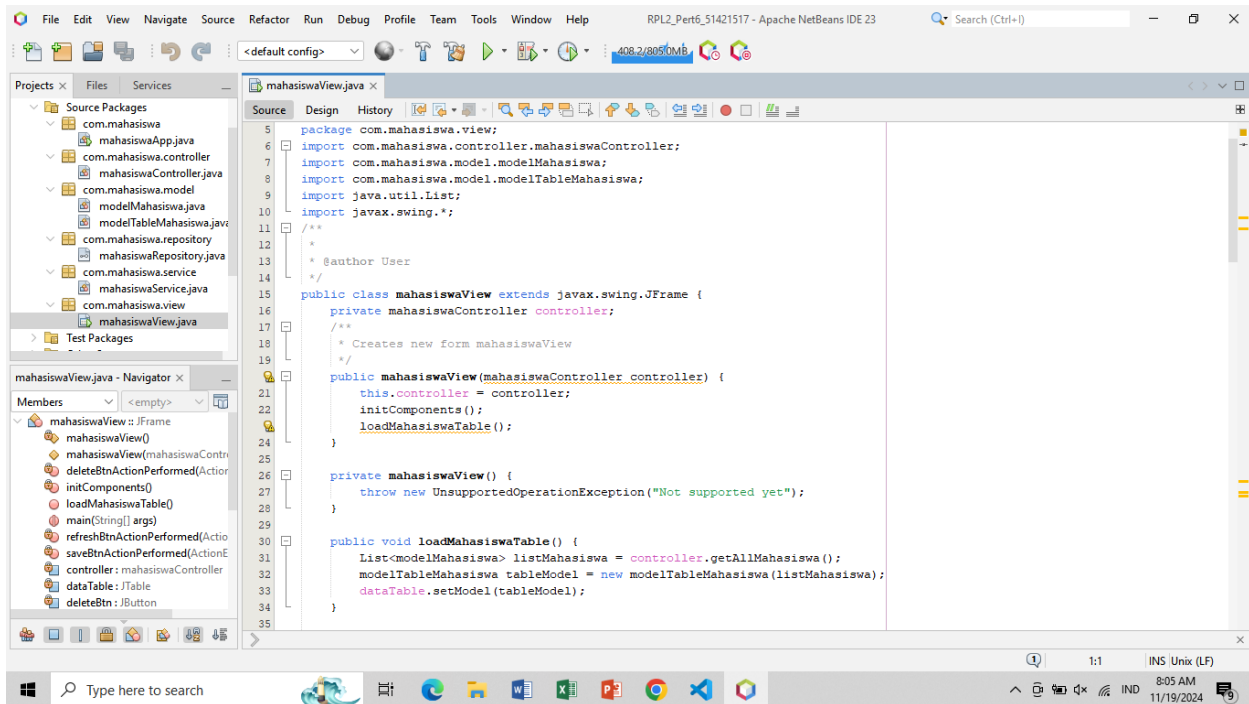 File Edit View Navigate Source Refactor Run Debug Profile Team Tools Window Help RPL2_Pert6_51421517 - Apache NetBeans IDE 23 Search (Ctrl+I)
<default config> 408.2/805.0MB
Projects Files Services
Source Packages
com.mahasiswa
mahasiswaApp.java
com.mahasiswa.controller
mahasiswaController.java
com.mahasiswa.model
modelMahasiswa.java
modelTableMahasiswa.java
com.mahasiswa.repository
mahasiswaRepository.java
com.mahasiswa.service
mahasiswaService.java
com.mahasiswa.view
mahasiswaView.java
Test Packages
mahasiswaView.java - Navigator
Members <empty>
mahasiswaView :: JFrame
mahasiswaView()
mahasiswaView(mahasiswaContr
deleteBtnActionPerformed(Action
initComponents()
loadMahasiswaTable()
main(String[] args)
refreshBtnActionPerformed(Actio
saveBtnActionPerformed(ActionE
controller : mahasiswaController
dataTable : JTable
deleteBtn : JButton
mahasiswaView.java
Source Design History
5 package com.mahasiswa.view;
6 import com.mahasiswa.controller.mahasiswaController;
7 import com.mahasiswa.model.modelMahasiswa;
8 import com.mahasiswa.model.modelTableMahasiswa;
9 import java.util.List;
10 import javax.swing.*;
11 /**
12 *
13 * @author User
14 */
15 public class mahasiswaView extends javax.swing.JFrame {
16 private mahasiswaController controller;
17 /**
18 * Creates new form mahasiswaView
19 */
public mahasiswaView(mahasiswaController controller) {
21 this.controller = controller;
22 initComponents();
loadMahasiswaTable();
24 }
25
26 private mahasiswaView() {
27 throw new UnsupportedOperationException("Not supported yet");
28 }
29
30 public void loadMahasiswaTable() {
31 List<modelMahasiswa> listMahasiswa = controller.getAllMahasiswa();
32 modelTableMahasiswa tableModel = new modelTableMahasiswa(listMahasiswa);
33 dataTable.setModel(tableModel);
34 }
35
1 1:1 INS Unix (LF)
Type here to search IND 8:05 AM
11/19/2024 9